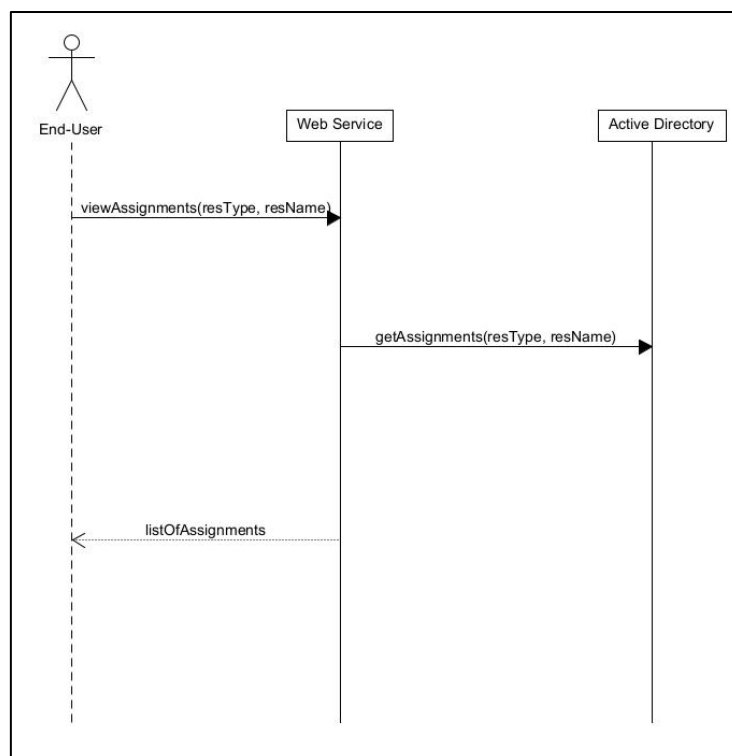 End-User
Web Service
Active Directory
viewAssignments(resType, resName)
getAssignments(resType, resName)
listOfAssignments